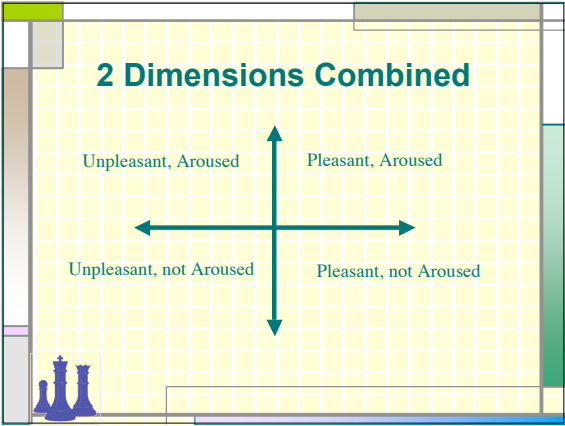 2 Dimensions Combined
Unpleasant, Aroused
Pleasant, Aroused
Unpleasant, not Aroused
Pleasant, not Aroused